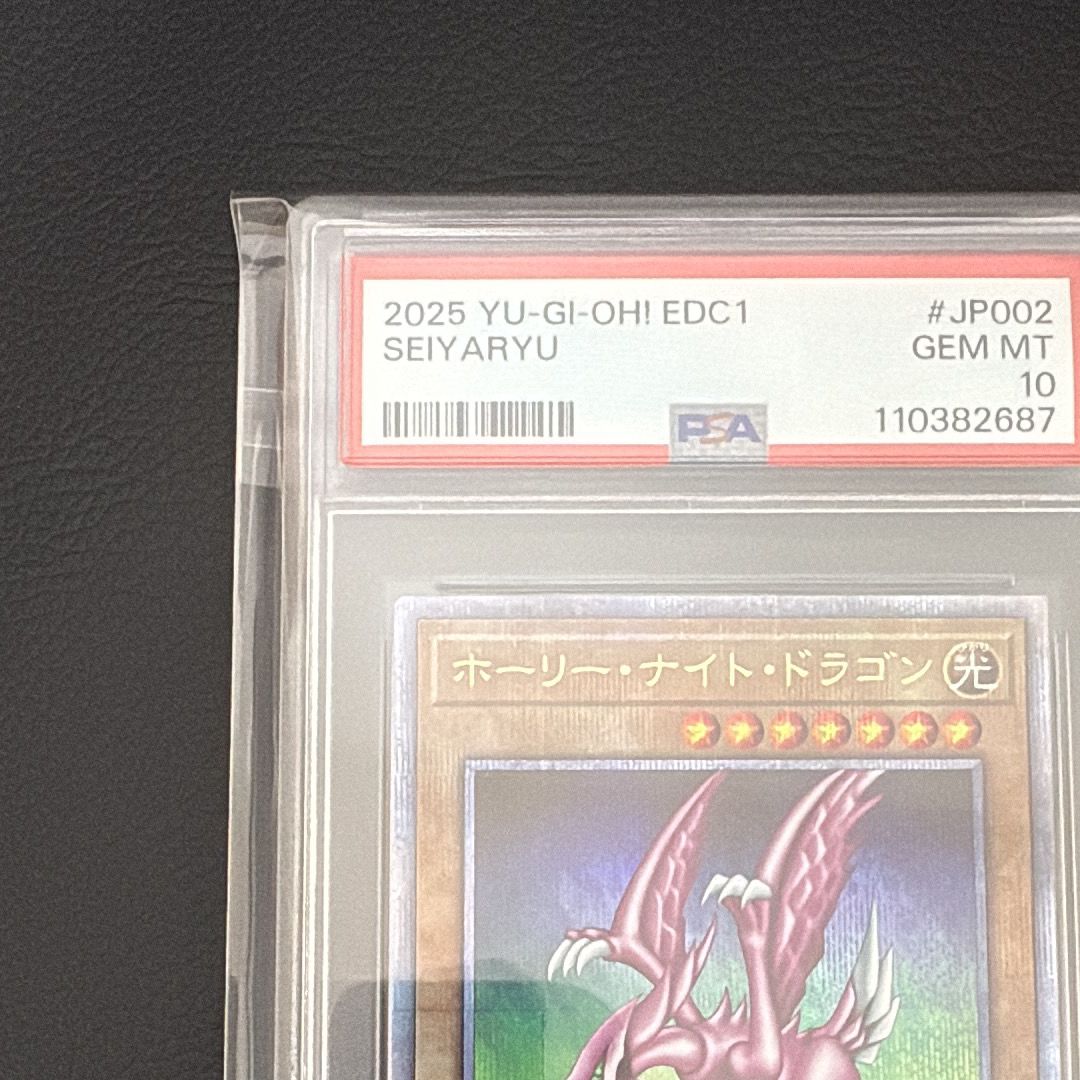 2025 YU-GI-OH! EDC1 #JP002
SEIYARYU GEM MT
10
PSA 110382687
ホーリー・ナイト・ドラゴン 光